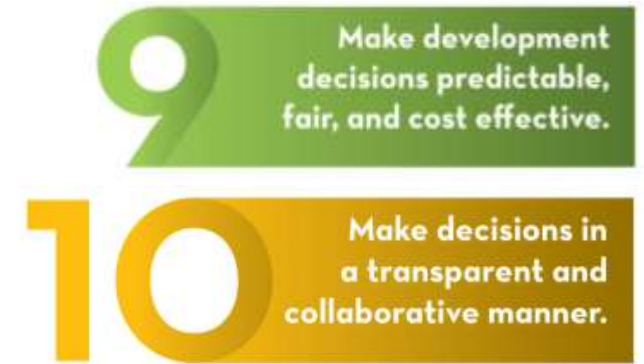 9
Make development
decisions predictable,
fair, and cost effective.
10
Make decisions in
a transparent and
collaborative manner.